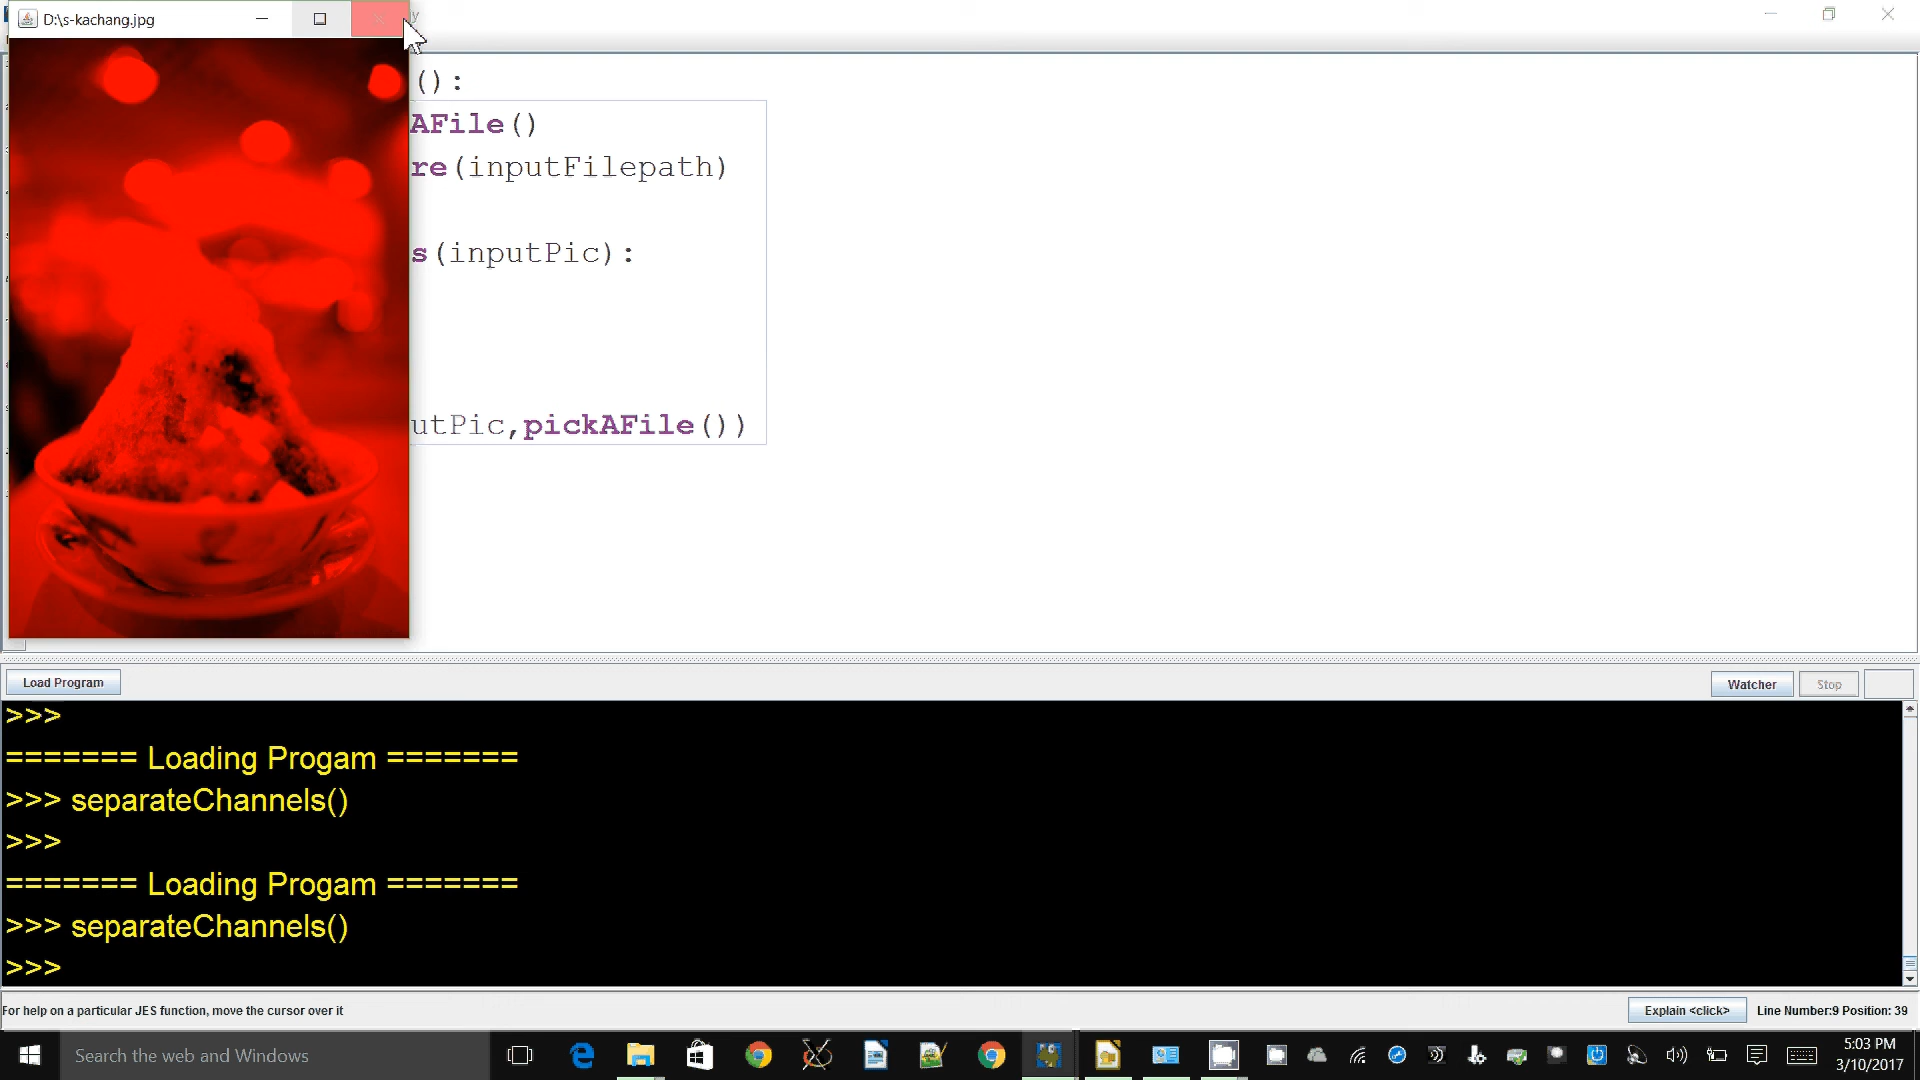 D:\s-kachang.jpg
():
AFile()
re(inputFilepath)
s(inputPic):
utPic,pickAFile())
Load Program
Watcher
Stop
>>>
======= Loading Progam =======
>>> separateChannels()
>>>
======= Loading Progam =======
>>> separateChannels()
>>>
For help on a particular JES function, move the cursor over it
Explain <click>
Line Number:9 Position: 39
Search the web and Windows
5:03 PM
3/10/2017